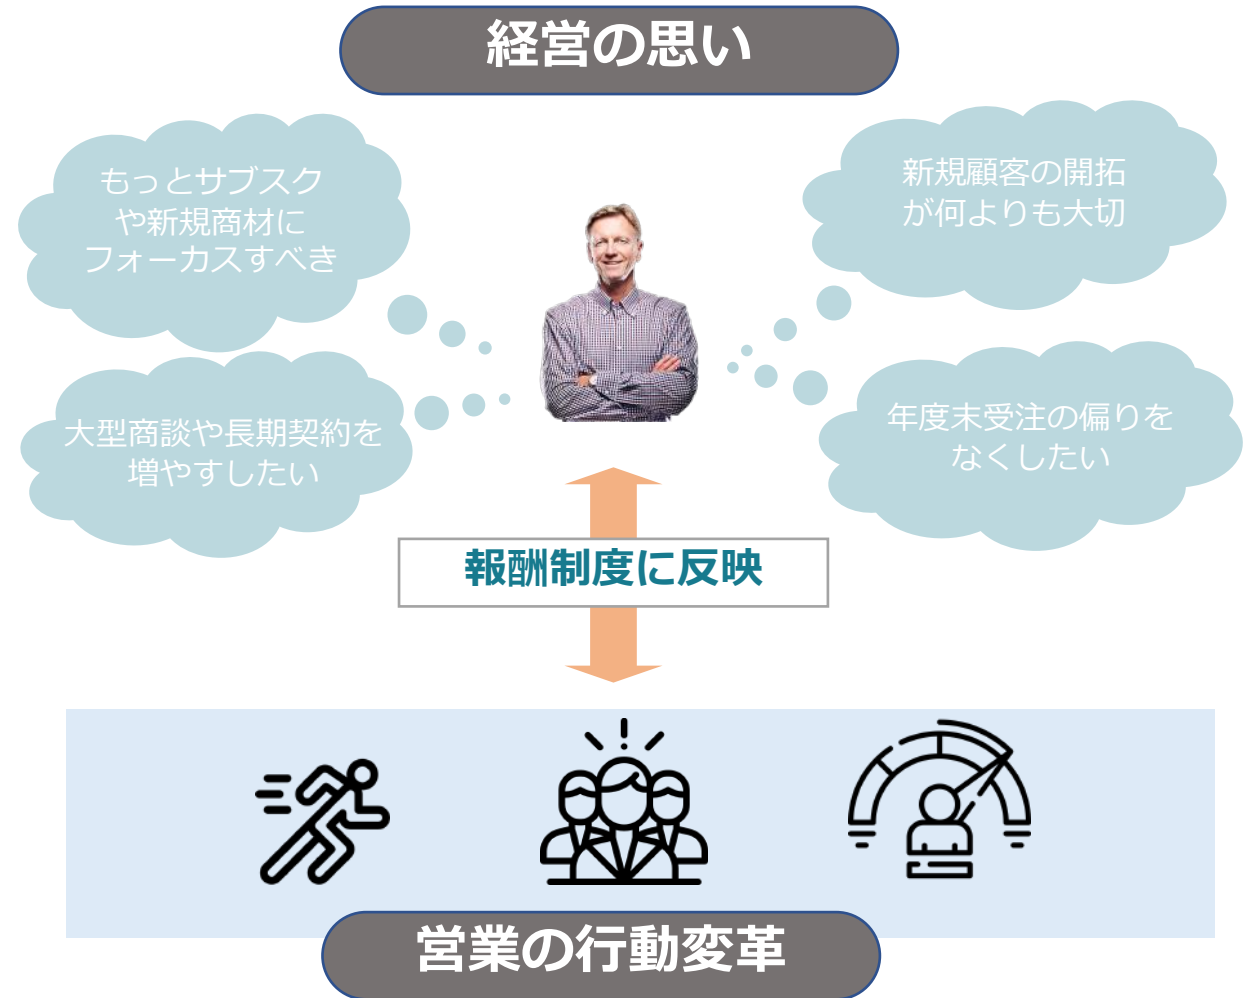 経営の思い
もっとサブスク
や新規商材に
フォーカスすべき
新規顧客の開拓
が何よりも大切
大型商談や長期契約を
増やすしたい
年度末受注の偏りを
なくしたい
報酬制度に反映
営業の行動変革